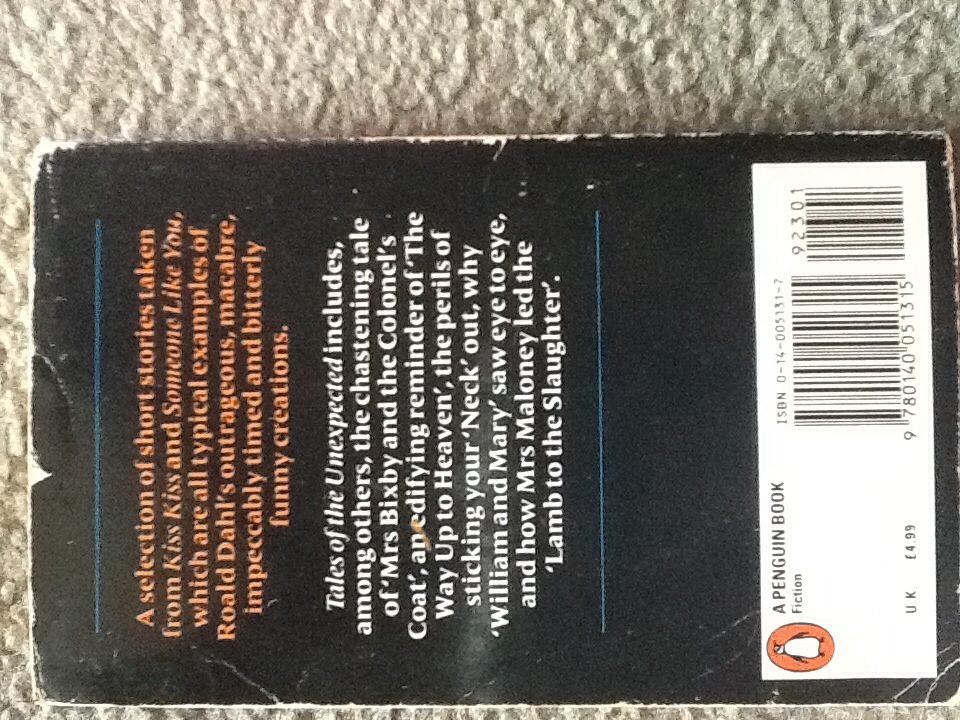 A selection of short stories taken
from Kiss Kiss and Someone Like You,
which are all typical examples of
Roald Dahl's outrageous, macabre,
impeccably timed and bitterly
funny creations.
Tales of the Unexpected includes,
among others, the chastening tale
of 'Mrs Bixby and the Colonel's
Coat', an edifying reminder of 'The
Way Up to Heaven', the perils of
sticking your 'Neck' out, why
'William and Mary' saw eye to eye,
and how Mrs Maloney led the
'Lamb to the Slaughter'.
A PENGUIN BOOK
Fiction
UK £4.99
ISBN 0-14-005131-7
9 780140 051315
92301